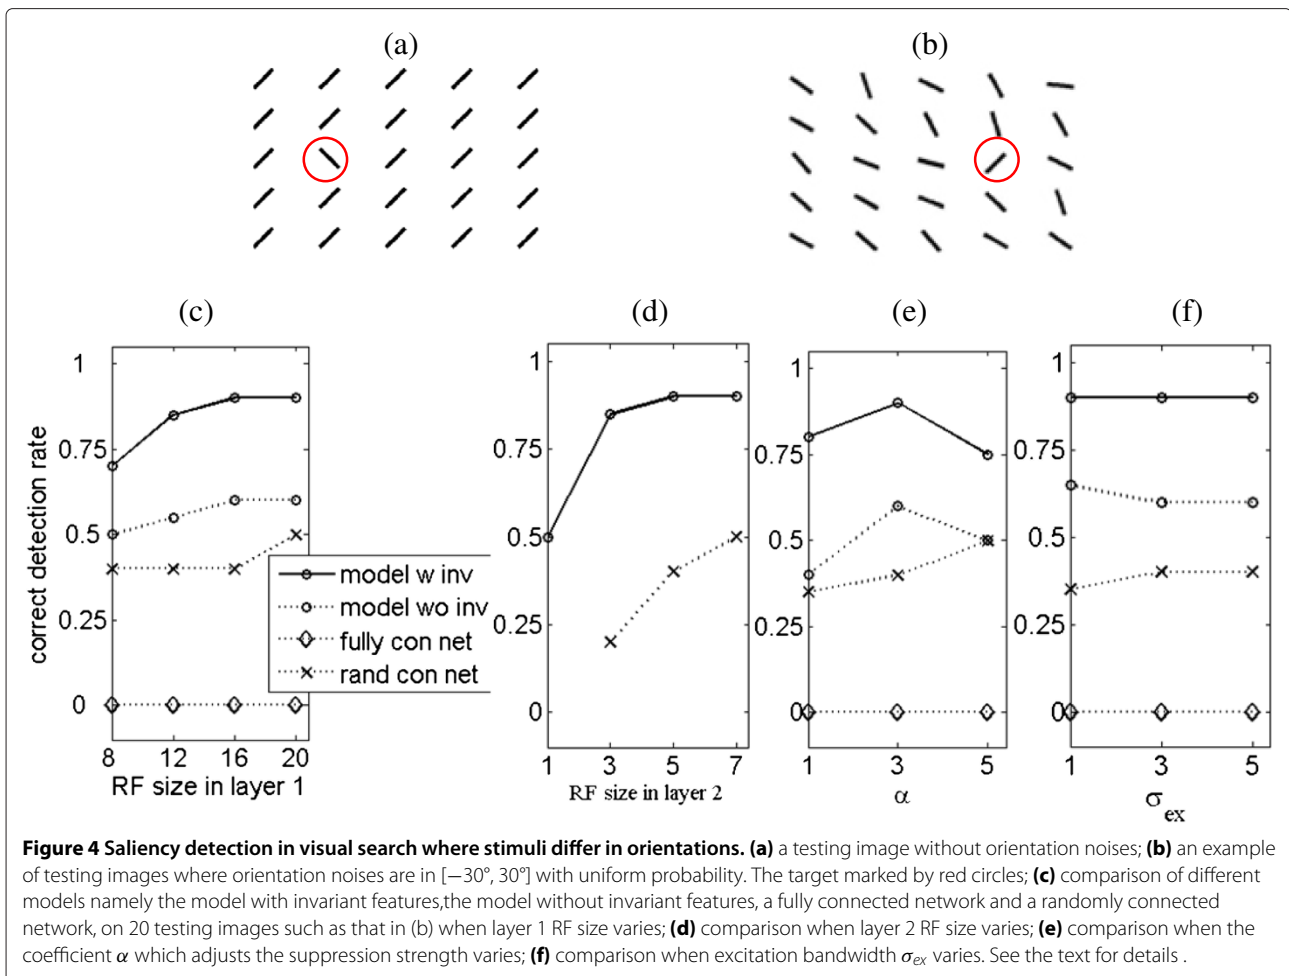 (a)
(b)
(c)
(d)
(e)
(f)
correct detection rate
1
0.75
0.5
0.25
0
8 12 16 20
RF size in layer 1
model w inv
model wo inv
fully con net
rand con net
1
0.75
0.5
0.25
0
1 3 5 7
RF size in layer 2
1
0.75
0.5
0.25
0
1 3 5
α
1
0.75
0.5
0.25
0
1 3 5
σex
Figure 4 Saliency detection in visual search where stimuli differ in orientations. (a) a testing image without orientation noises; (b) an example
of testing images where orientation noises are in [−30°, 30°] with uniform probability. The target marked by red circles; (c) comparison of different
models namely the model with invariant features,the model without invariant features, a fully connected network and a randomly connected
network, on 20 testing images such as that in (b) when layer 1 RF size varies; (d) comparison when layer 2 RF size varies; (e) comparison when the
coefficient α which adjusts the suppression strength varies; (f) comparison when excitation bandwidth σex varies. See the text for details .